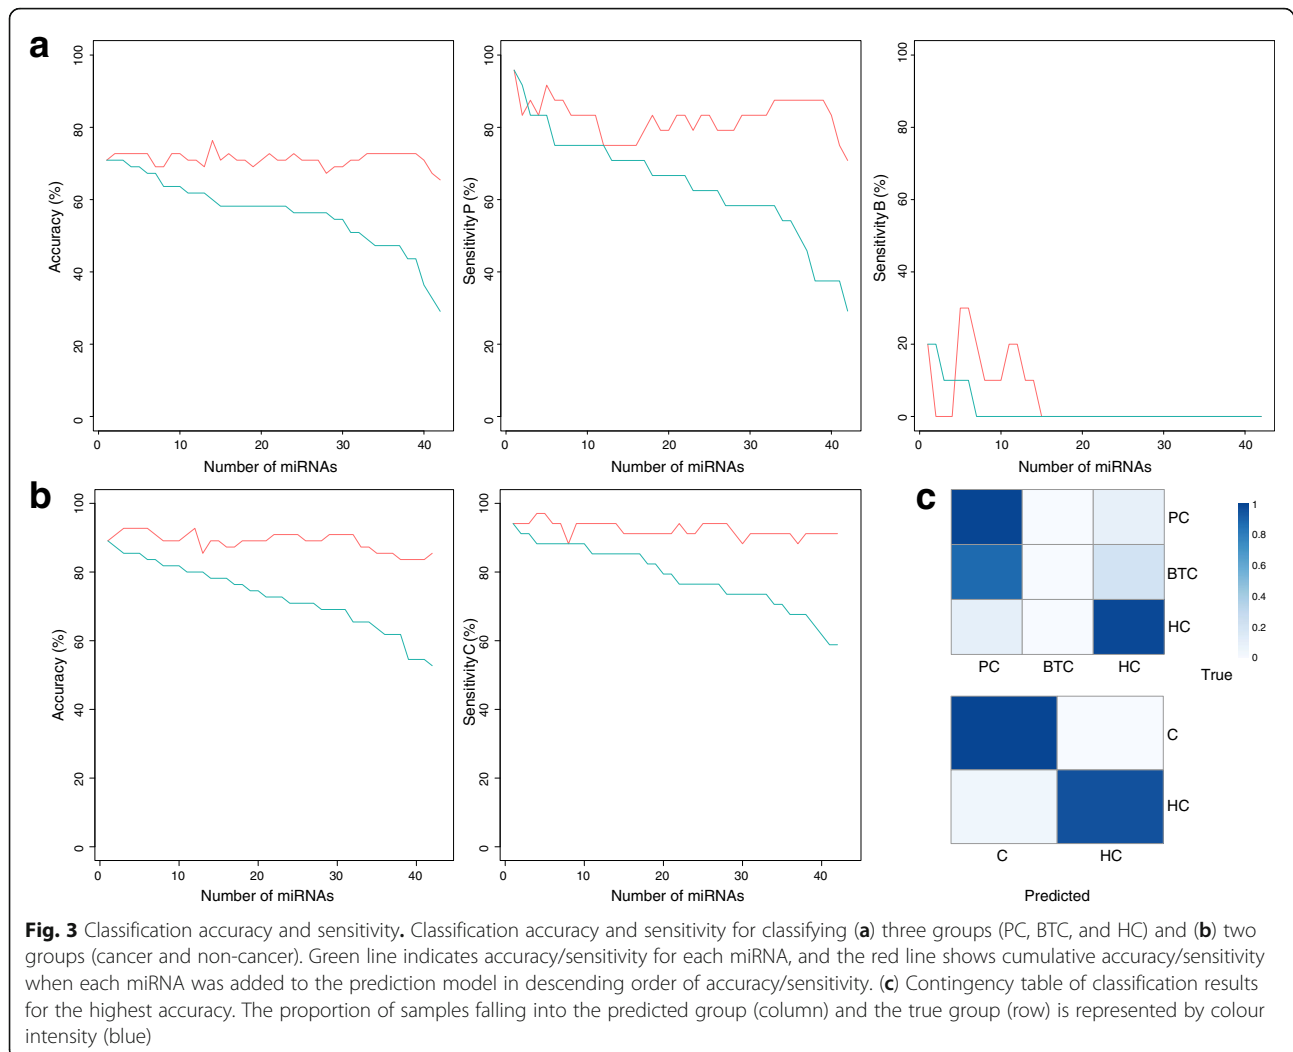 a
Accuracy (%)
0 20 40 60 80 100
0 10 20 30 40
Number of miRNAs
Sensitivity P (%)
0 20 40 60 80 100
0 10 20 30 40
Number of miRNAs
Sensitivity B (%)
0 20 40 60 80 100
0 10 20 30 40
Number of miRNAs
b
Accuracy (%)
0 20 40 60 80 100
0 10 20 30 40
Number of miRNAs
Sensitivity C (%)
0 20 40 60 80 100
0 10 20 30 40
Number of miRNAs
c
PC
BTC
HC
PC BTC HC
1
0.8
0.6
0.4
0.2
0
True
C
HC
C HC
Predicted
Fig. 3 Classification accuracy and sensitivity. Classification accuracy and sensitivity for classifying (a) three groups (PC, BTC, and HC) and (b) two
groups (cancer and non-cancer). Green line indicates accuracy/sensitivity for each miRNA, and the red line shows cumulative accuracy/sensitivity
when each miRNA was added to the prediction model in descending order of accuracy/sensitivity. (c) Contingency table of classification results
for the highest accuracy. The proportion of samples falling into the predicted group (column) and the true group (row) is represented by colour
intensity (blue)